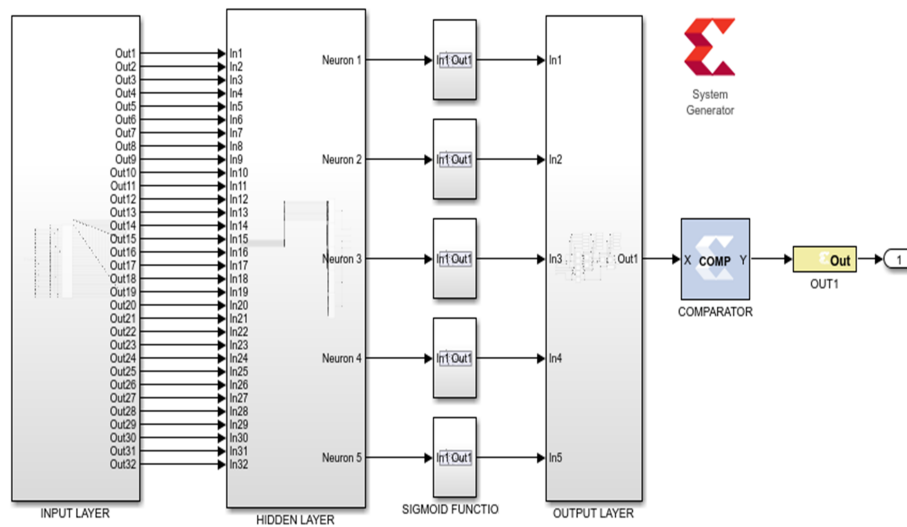 Out1
Out2
Out3
Out4
Out5
Out6
Out7
Out8
Out9
Out10
Out11
Out12
Out13
Out14
Out15
Out16
Out17
Out18
Out19
Out20
Out21
Out22
Out23
Out24
Out25
Out26
Out27
Out28
Out29
Out30
Out31
Out32
INPUT LAYER
In1
In2
In3
In4
In5
In6
In7
In8
In9
In10
In11
In12
In13
In14
In15
In16
In17
In18
In19
In20
In21
In22
In23
In24
In25
In26
In27
In28
In29
In30
In31
In32
Neuron 1
Neuron 2
Neuron 3
Neuron 4
Neuron 5
HIDDEN LAYER
In1 Out1
In1 Out1
In1 Out1
In1 Out1
In1 Out1
SIGMOID FUNCTIO
In1
In2
In3
In4
In5
Out1
OUTPUT LAYER
System
Generator
X COMP Y
COMPARATOR
Out
OUT1
1